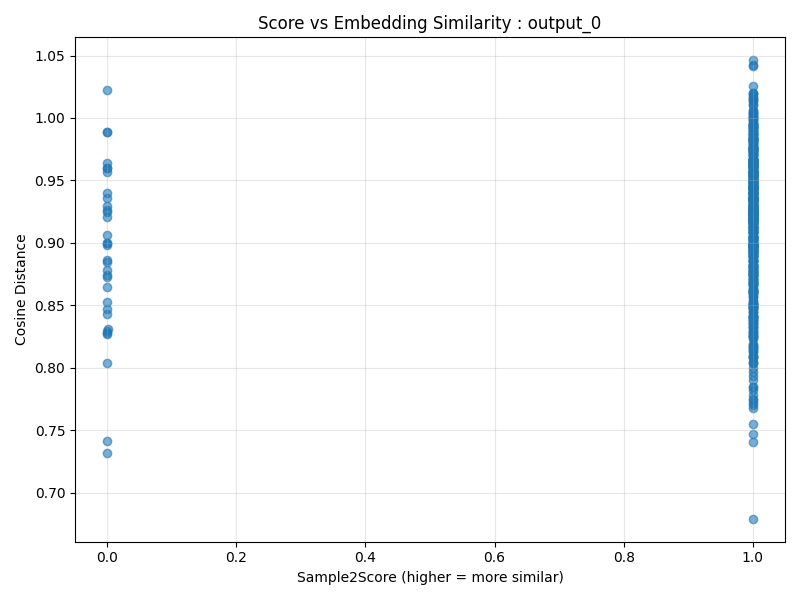 Score vs Embedding Similarity : output_0
1.05
1.00
0.95
0.90
0.85
0.80
0.75
0.70
Cosine Distance
0.0 0.2 0.4 0.6 0.8 1.0
Sample2Score (higher = more similar)